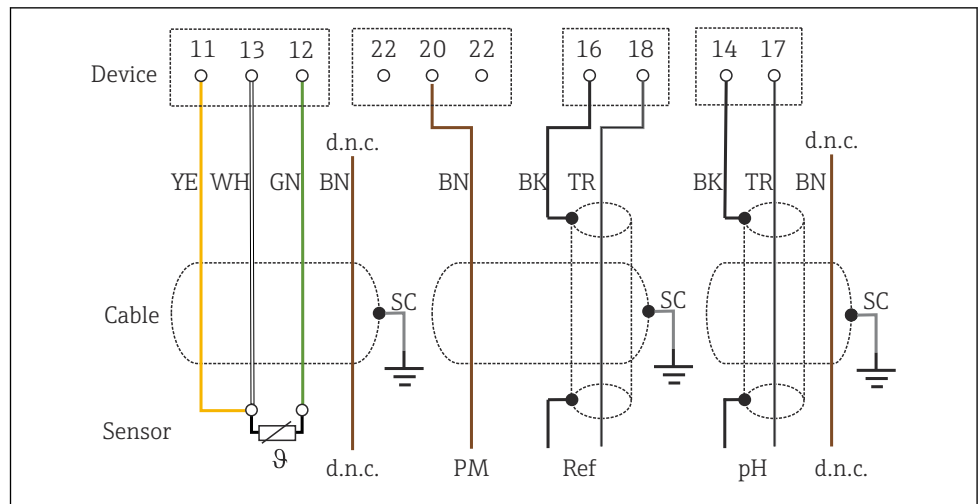 11 13 12 22 20 22 16 18 14 17
Device
d.n.c. d.n.c.
YE WH GN BN BN BK TR BK TR BN
SC SC SC
Cable
Sensor
ϑ
d.n.c. PM Ref pH d.n.c.